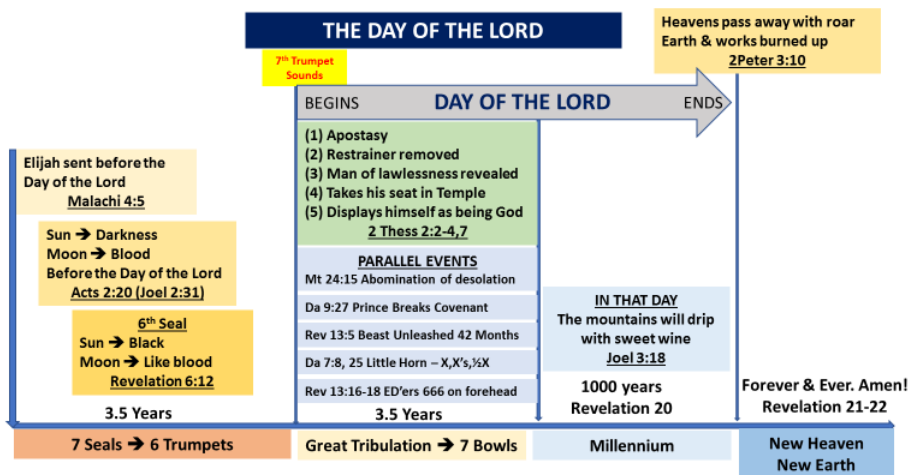 THE DAY OF THE LORD
Heavens pass away with roar
Earth & works burned up
2Peter 3:10
7th Trumpet
Sounds
BEGINS DAY OF THE LORD ENDS
Elijah sent before the
Day of the Lord
Malachi 4:5
Sun ➔ Darkness
Moon ➔ Blood
Before the Day of the Lord
Acts 2:20 (Joel 2:31)
6th Seal
Sun ➔ Black
Moon ➔ Like blood
Revelation 6:12
3.5 Years
(1) Apostasy
(2) Restrainer removed
(3) Man of lawlessness revealed
(4) Takes his seat in Temple
(5) Displays himself as being God
2 Thess 2:2-4,7
PARALLEL EVENTS
Mt 24:15 Abomination of desolation
Da 9:27 Prince Breaks Covenant
Rev 13:5 Beast Unleashed 42 Months
Da 7:8, 25 Little Horn – X,X's,½X
Rev 13:16-18 ED'ers 666 on forehead
3.5 Years
IN THAT DAY
The mountains will drip
with sweet wine
Joel 3:18
1000 years
Revelation 20
Forever & Ever. Amen!
Revelation 21-22
7 Seals ➔ 6 Trumpets
Great Tribulation ➔ 7 Bowls
Millennium
New Heaven
New Earth